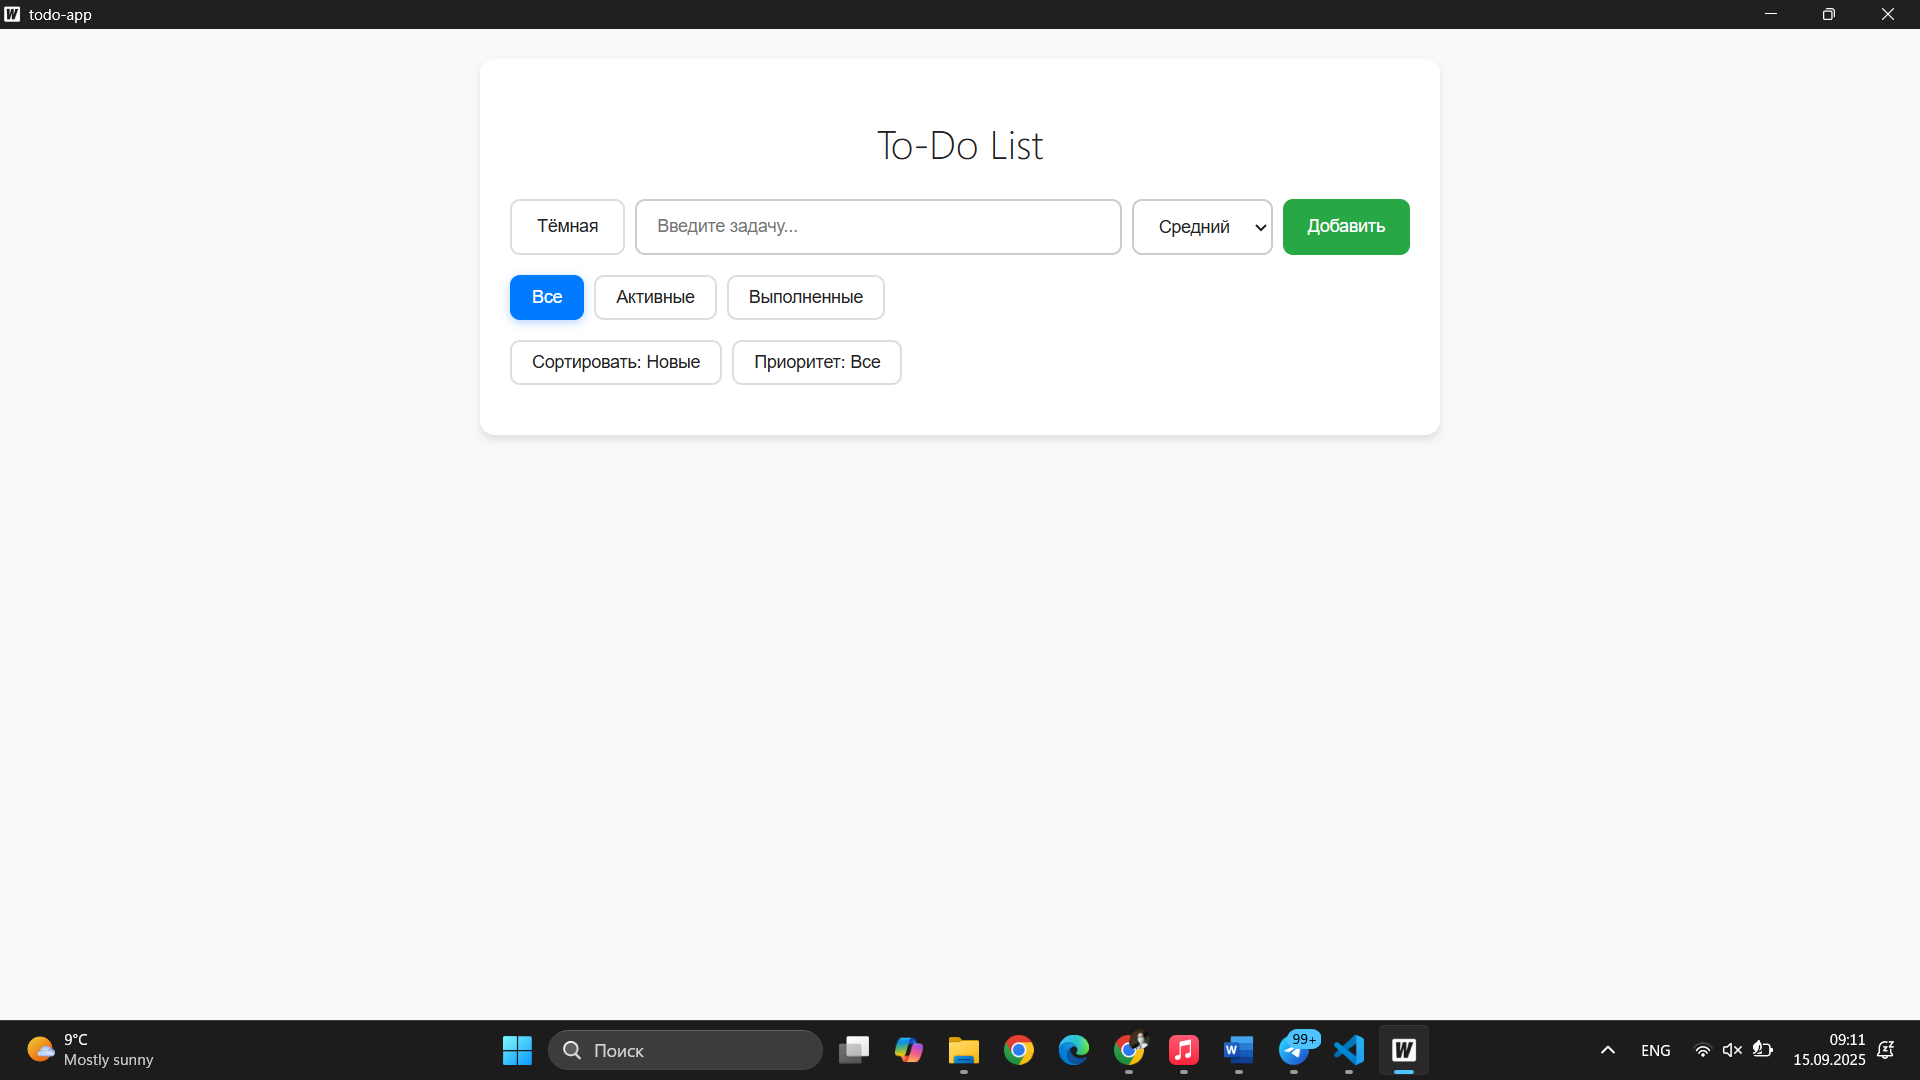 todo-app
To-Do List
Тёмная
Введите задачу...
Средний
Добавить
Все
Активные
Выполненные
Сортировать: Новые
Приоритет: Все
9°C
Mostly sunny
Поиск
99+
ENG
09:11
15.09.2025